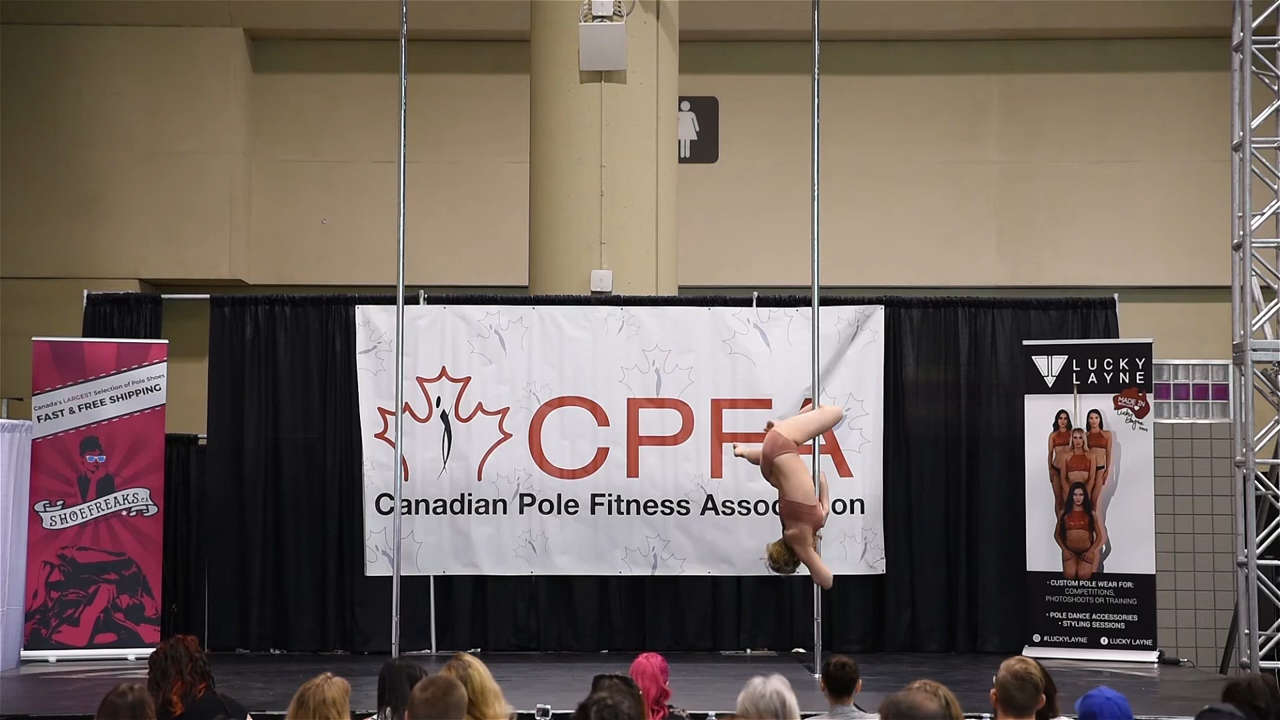 Canada's LARGEST Selection of Pole Shoes
FAST & FREE SHIPPING
SHOEFREAKS.CA
CPFA
Canadian Pole Fitness Association
LUCKY
LAYNE
MADE IN
• CUSTOM POLE WEAR FOR:
COMPETITIONS,
PHOTOSHOOTS OR TRAINING
• POLE DANCE ACCESSORIES
• STYLING SESSIONS
#LUCKYLAYNE
LUCKY LAYNE